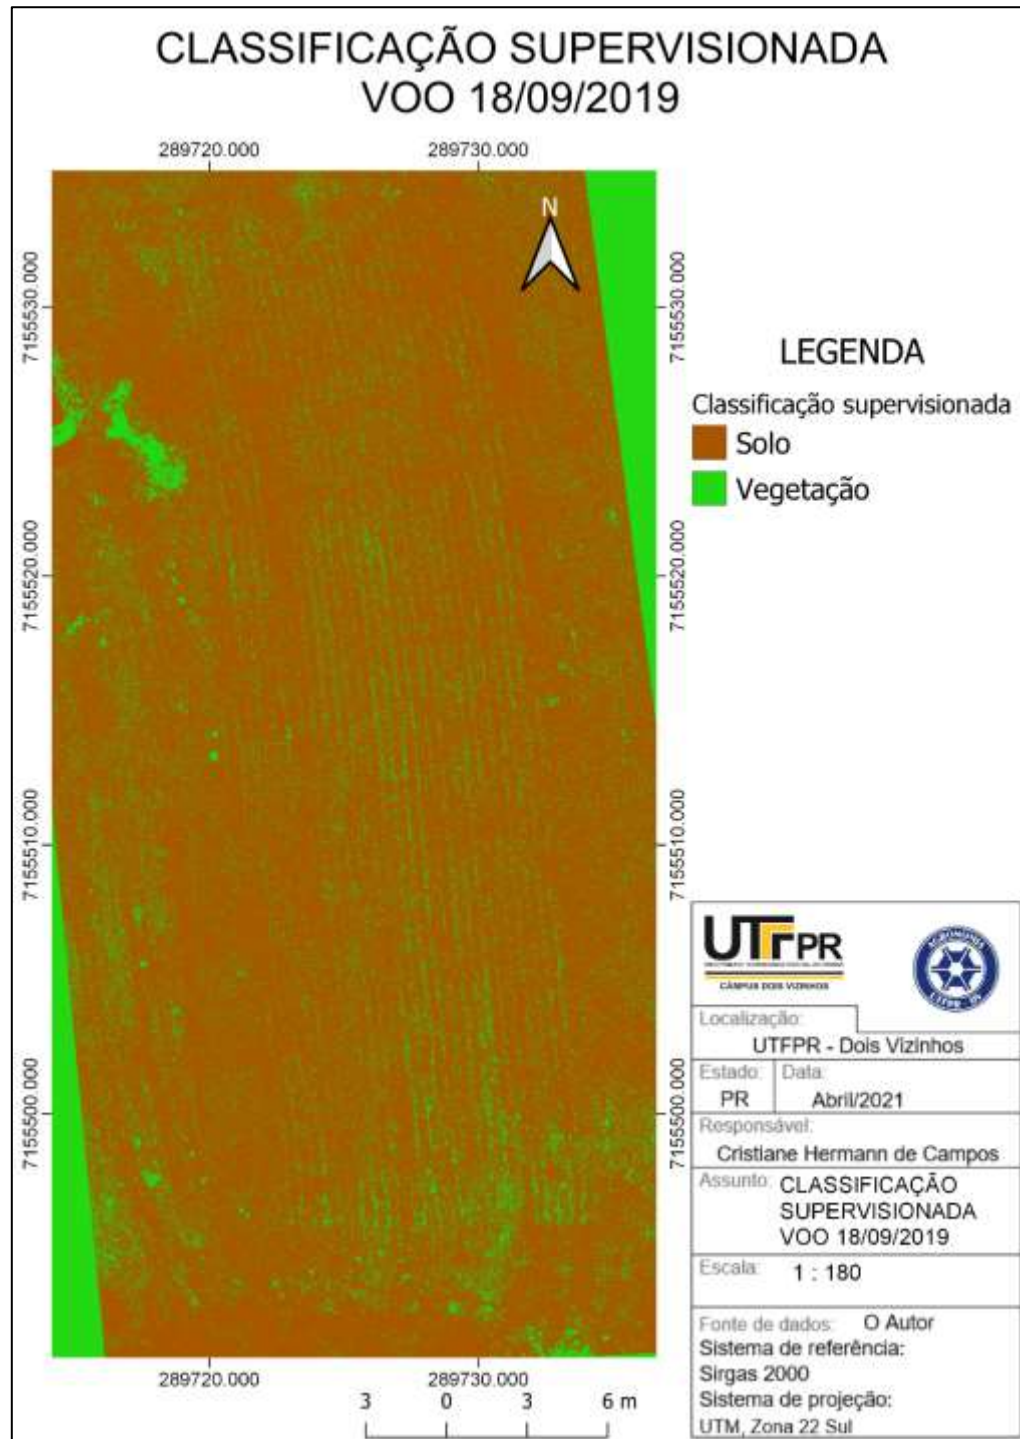 CLASSIFICAÇÃO SUPERVISIONADA
VOO 18/09/2019
289720.000
289730.000
N
7155530.000
7155530.000
LEGENDA
Classificação supervisionada
Solo
Vegetação
7155520.000
7155520.000
7155510.000
7155510.000
UTFPR
CÂMPUS DOIS VIZINHOS
AGRONOMIA
UTFPR - DV
Localização:
UTFPR - Dois Vizinhos
Estado:
PR
Data:
Abril/2021
7155500.000
7155500.000
Responsável:
Cristiane Hermann de Campos
Assunto:
CLASSIFICAÇÃO
SUPERVISIONADA
VOO 18/09/2019
Escala:
1 : 180
Fonte de dados: O Autor
Sistema de referência:
Sirgas 2000
Sistema de projeção:
UTM, Zona 22 Sul
289720.000
289730.000
3 0 3 6 m